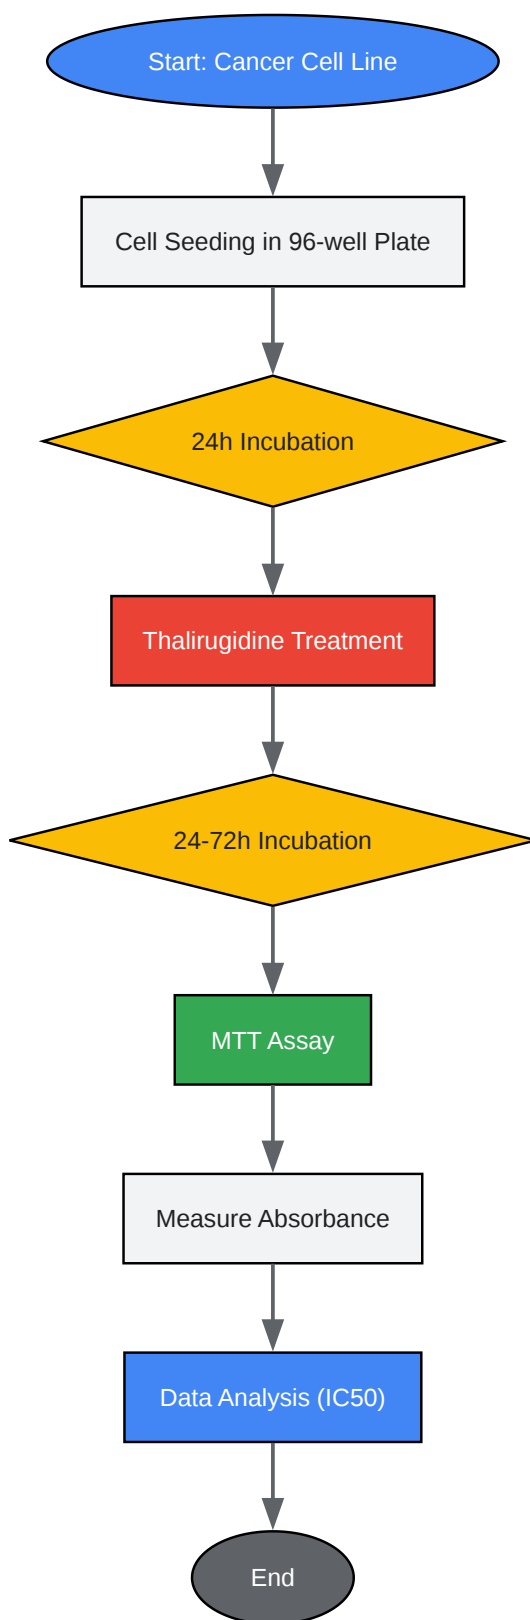 Start: Cancer Cell Line
Cell Seeding in 96-well Plate
24h Incubation
Thalirugidine Treatment
24-72h Incubation
MTT Assay
Measure Absorbance
Data Analysis (IC50)
End